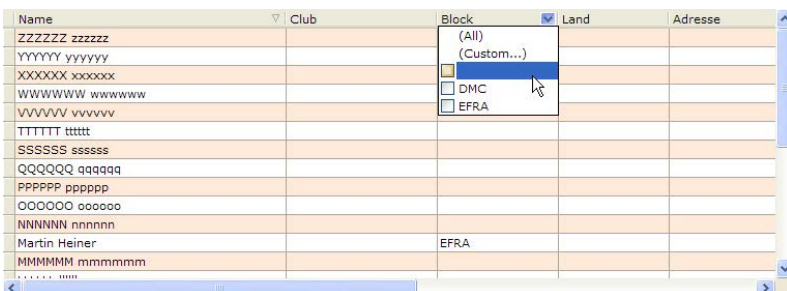 Name Club Block Land Adresse
ZZZZZZ zzzzzz (All)
YYYYYY yyyyyy (Custom...)
XXXXXX xxxxxx
WWWWWW wwwwww DMC
VVVVVV vvvvvv EFRA
TTTTTT tttttt
SSSSSS ssssss
QQQQQQ qqqqqq
PPPPPP pppppp
OOOOOO oooooo
NNNNNN nnnnnn
Martin Heiner EFRA
MMMMMM mmmmmm